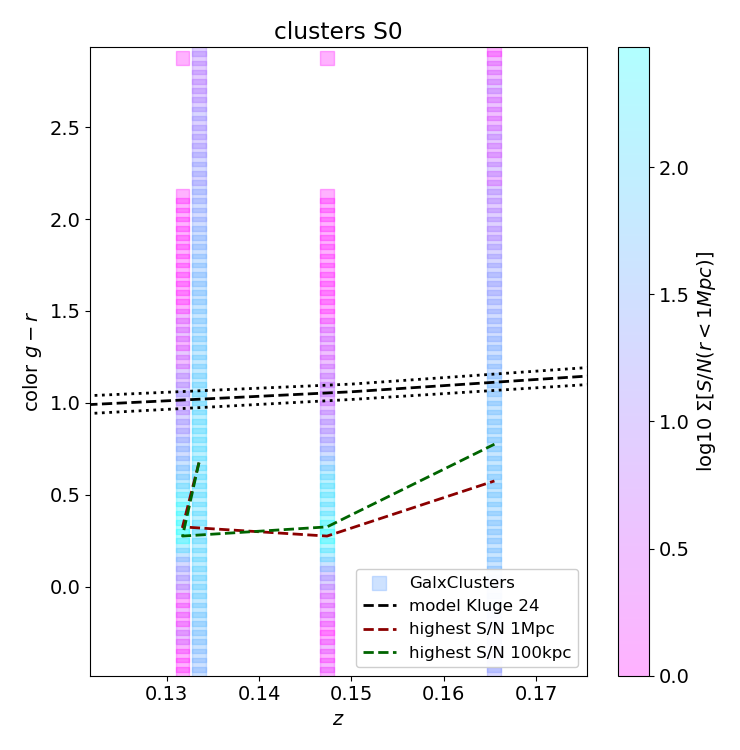 clusters S0
color g − r
2.5
2.0
1.5
1.0
0.5
0.0
0.13
0.14
0.15
0.16
0.17
z
GalxClusters
model Kluge 24
highest S/N 1Mpc
highest S/N 100kpc
2.0
1.5
1.0
0.5
0.0
log10 Σ[S/N(r < 1Mpc)]